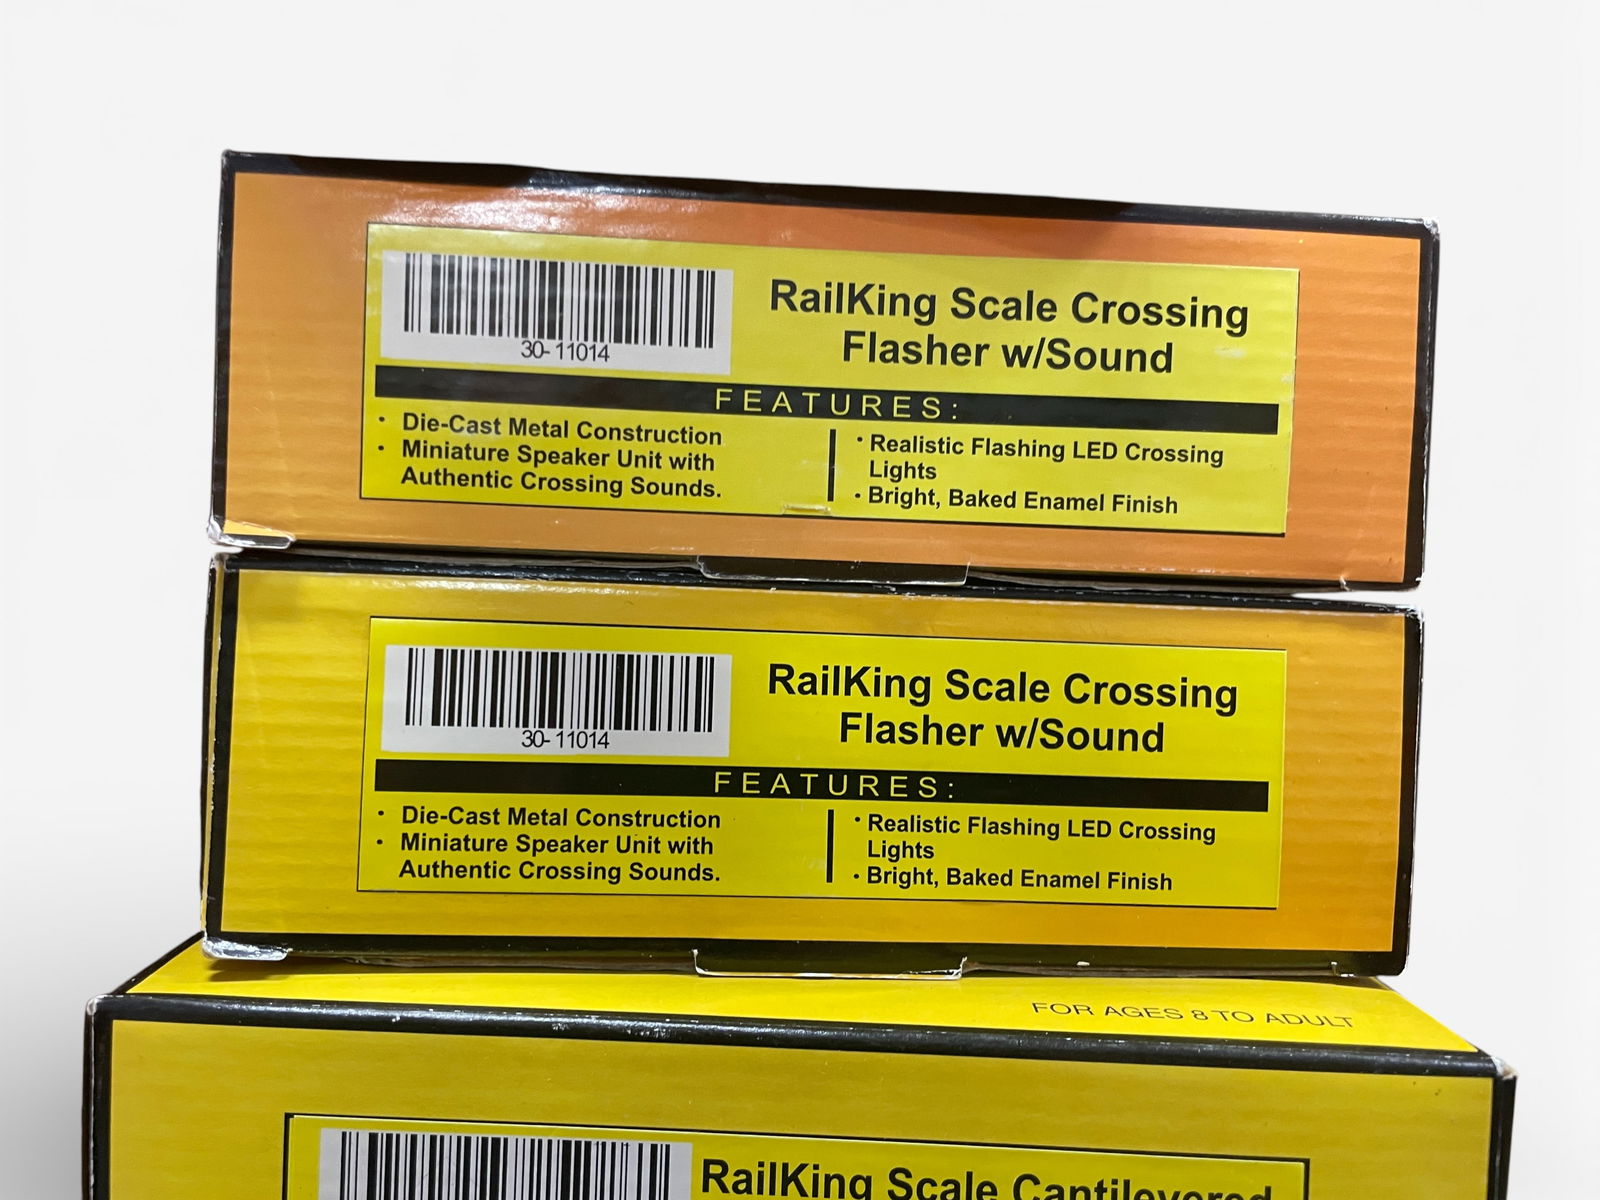 30-11014
RailKing Scale Crossing
Flasher w/Sound
FEATURES:
• Die-Cast Metal Construction
• Miniature Speaker Unit with
Authentic Crossing Sounds.
• Realistic Flashing LED Crossing
Lights
• Bright, Baked Enamel Finish
30-11014
RailKing Scale Crossing
Flasher w/Sound
FEATURES:
• Die-Cast Metal Construction
• Miniature Speaker Unit with
Authentic Crossing Sounds.
• Realistic Flashing LED Crossing
Lights
• Bright, Baked Enamel Finish
FOR AGES 8 TO ADULT
RailKing Scale Cantilevered